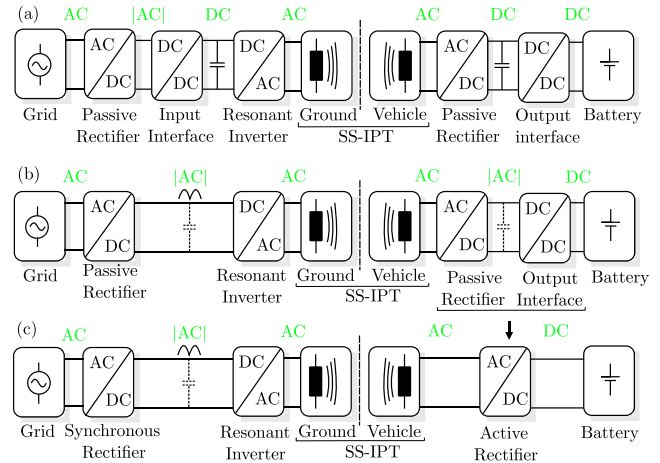 (a) AC |AC| DC AC AC DC DC
AC DC DC DC DC AC AC DC DC DC
Grid Passive Rectifier Input Interface Resonant Inverter Ground Vehicle Passive Rectifier Output interface Battery
SS-IPT
(b) AC |AC| AC AC |AC| DC
AC DC DC AC AC DC DC DC
Grid Passive Rectifier Resonant Inverter Ground Vehicle Passive Rectifier Output Interface Battery
SS-IPT
(c) AC |AC| AC AC DC
AC DC DC AC AC DC
Grid Synchronous Rectifier Resonant Inverter Ground Vehicle Active Rectifier Battery
SS-IPT